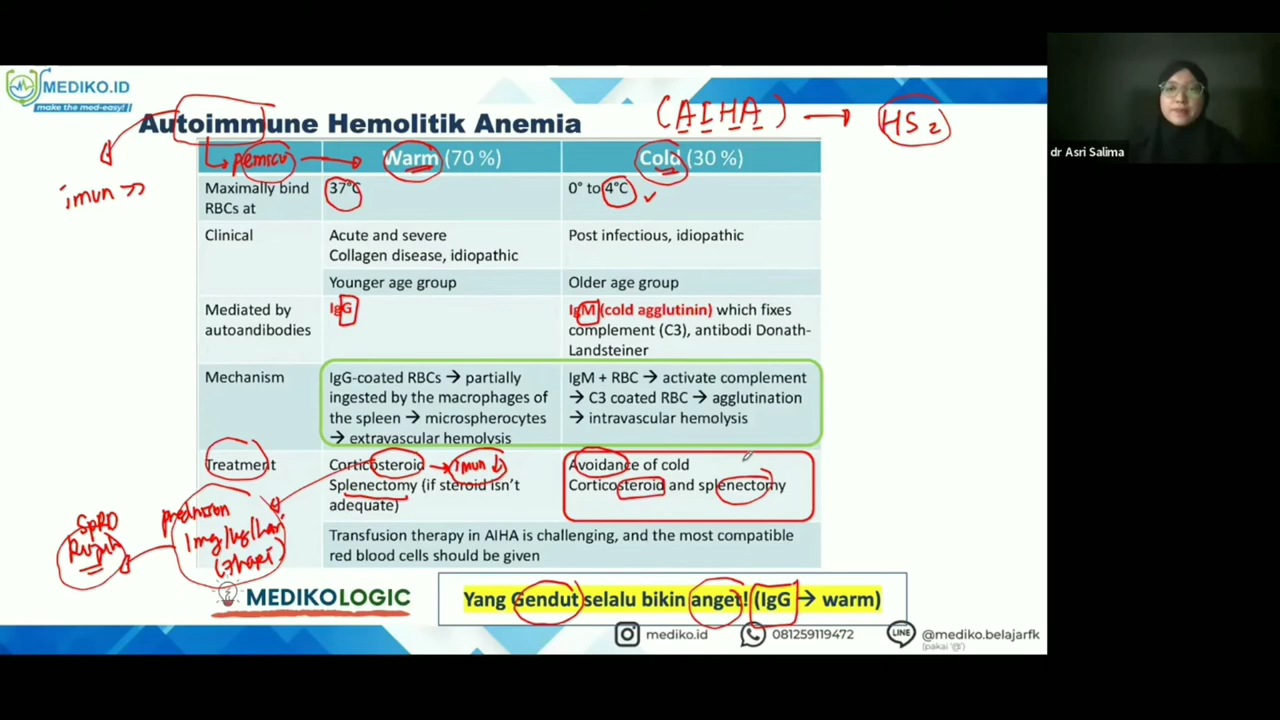 MEDIKO.ID
make the med-easy!
Autoimmune Hemolitik Anemia
(AIHA) → HS2
imun >>
Warm (70 %)
Cold (30 %)
Maximally bind
RBCs at
37°C
0° to 4°C
Clinical
Acute and severe
Collagen disease, idiopathic
Post infectious, idiopathic
Younger age group
Older age group
Mediated by
autoandibodies
IgG
IgM (cold agglutinin) which fixes
complement (C3), antibodi Donath-
Landsteiner
Mechanism
IgG-coated RBCs → partially
ingested by the macrophages of
the spleen → microspherocytes
→ extravascular hemolysis
IgM + RBC → activate complement
→ C3 coated RBC → agglutination
→ intravascular hemolysis
Treatment
Corticosteroid → imun ↓
Splenectomy (if steroid isn't
adequate)
Avoidance of cold
Corticosteroid and splenectomy
Transfusion therapy in AIHA is challenging, and the most compatible
red blood cells should be given
1mg/kg/hari
MEDIKOLOGIC
Yang Gendut selalu bikin anget! (IgG → warm)
mediko.id
081259119472
LINE
@mediko.belajarfk
(pakai '@')
dr Asri Salima